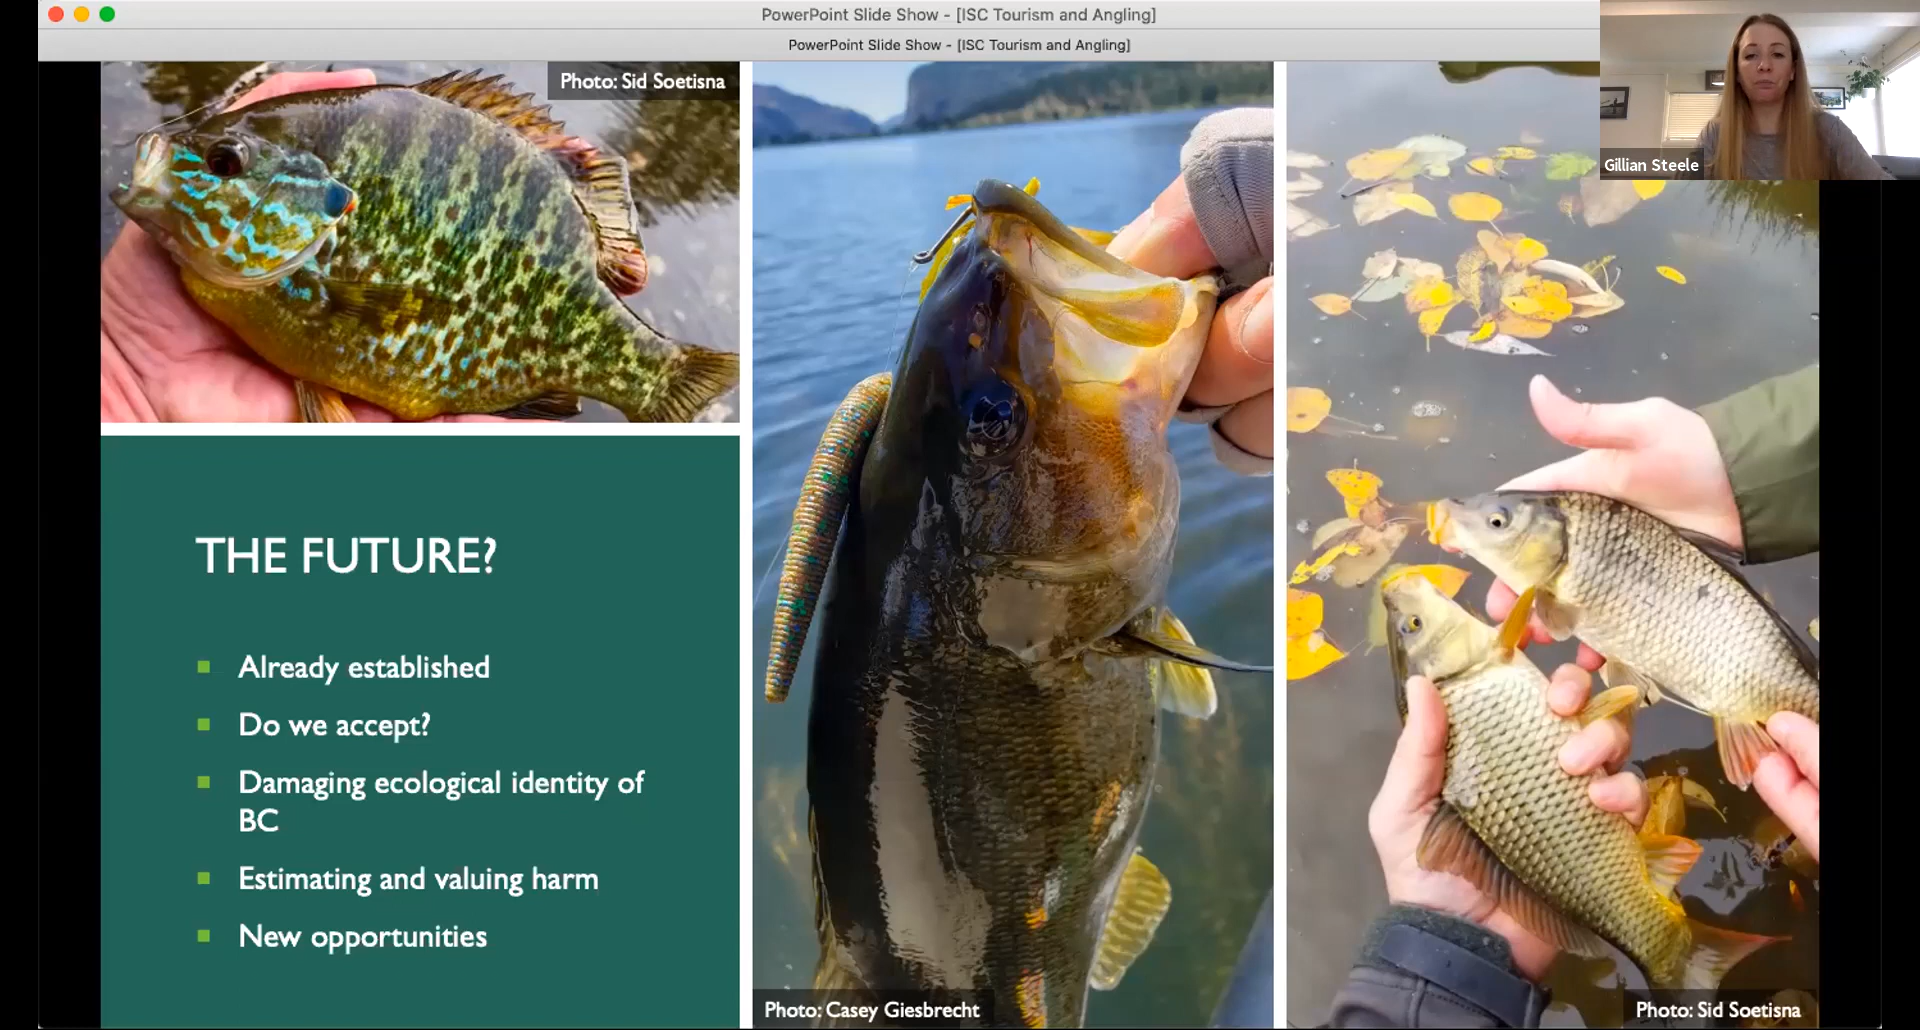 PowerPoint Slide Show - [ISC Tourism and Angling]
PowerPoint Slide Show - [ISC Tourism and Angling]
Gillian Steele
Photo: Sid Soetisna
THE FUTURE?
Already established
Do we accept?
Damaging ecological identity of
BC
Estimating and valuing harm
New opportunities
Photo: Casey Giesbrecht
Photo: Sid Soetisna